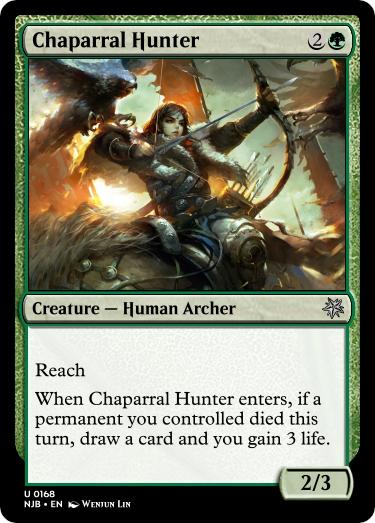 Chaparral Hunter 2
Creature — Human Archer
Reach
When Chaparral Hunter enters, if a
permanent you controlled died this
turn, draw a card and you gain 3 life.
2/3
U 0168
NJB • EN Wenjun Lin